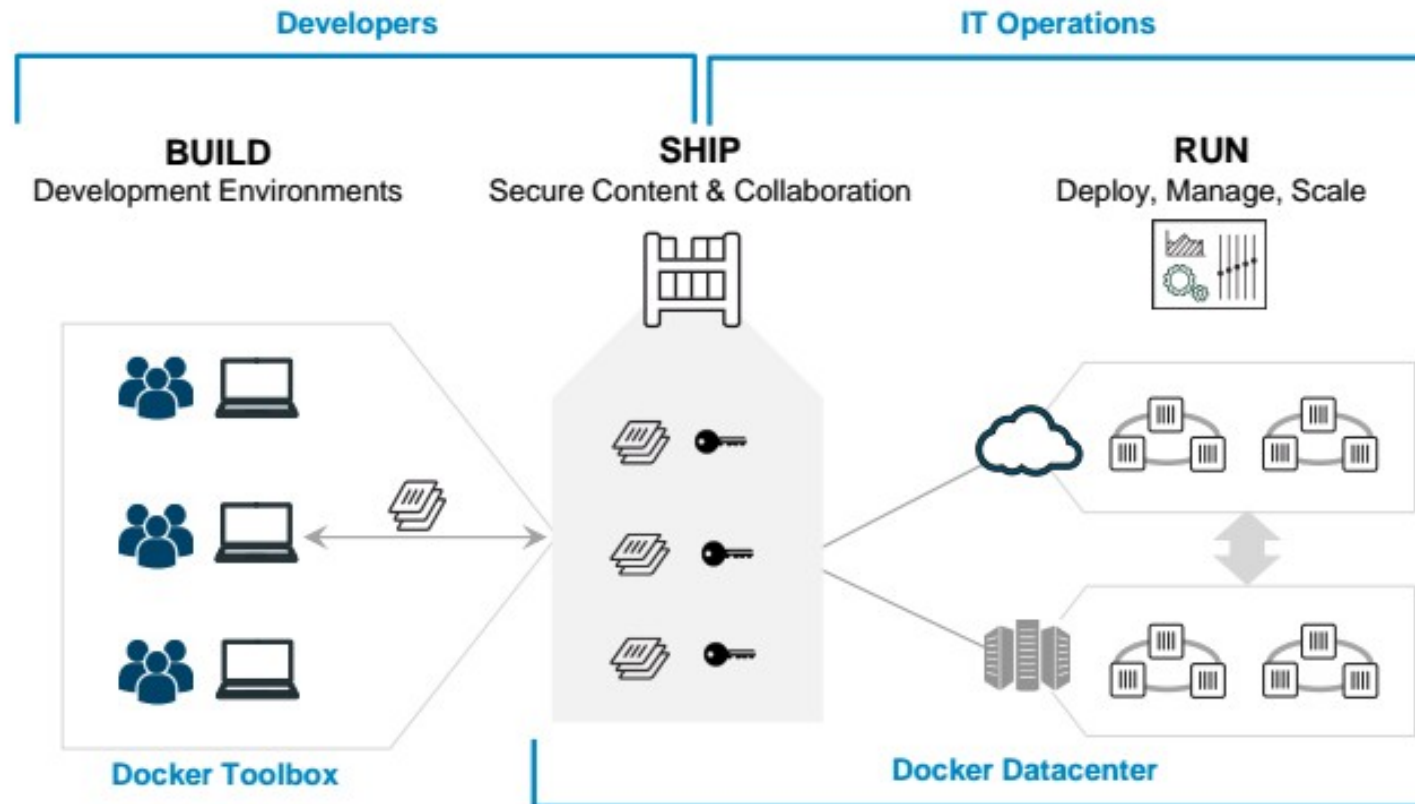 Developers
IT Operations
BUILD
Development Environments
SHIP
Secure Content & Collaboration
RUN
Deploy, Manage, Scale
Docker Toolbox
Docker Datacenter